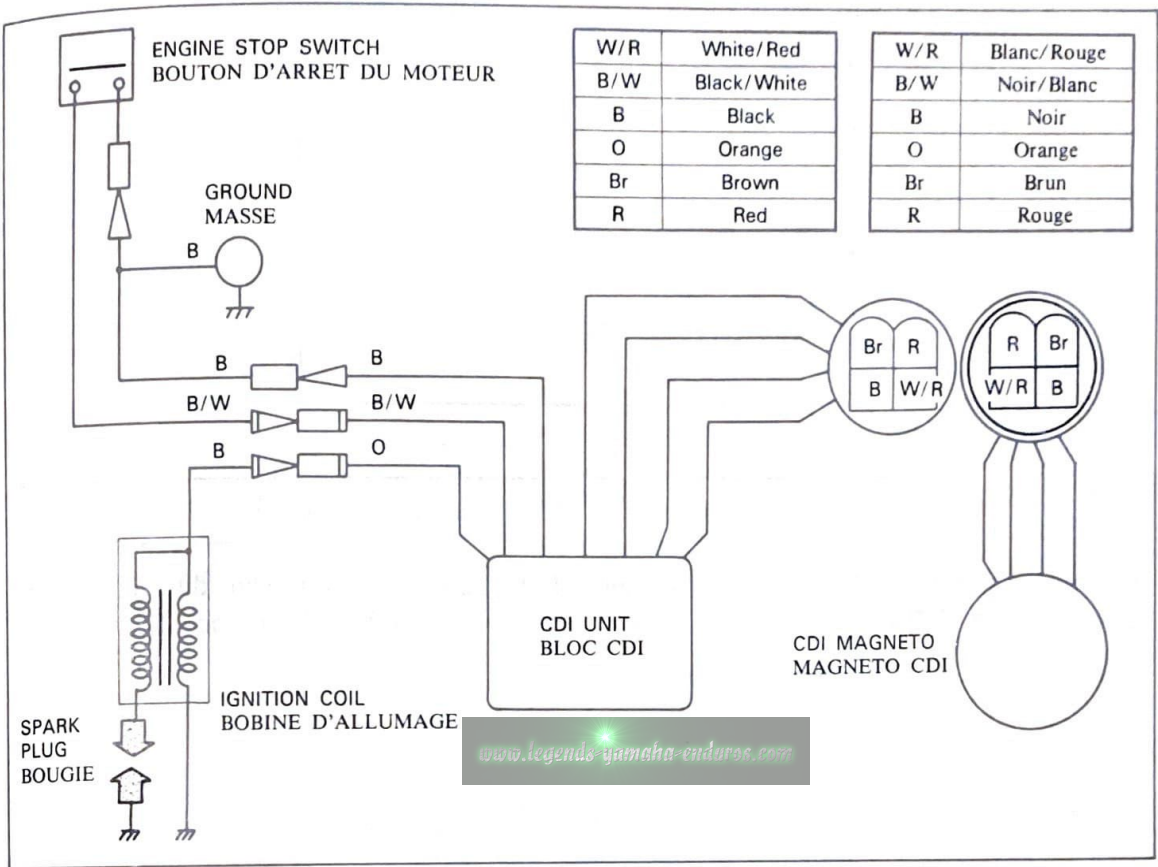 ENGINE STOP SWITCH
BOUTON D'ARRET DU MOTEUR
W/R White/Red
B/W Black/White
B Black
O Orange
Br Brown
R Red
W/R Blanc/Rouge
B/W Noir/Blanc
B Noir
O Orange
Br Brun
R Rouge
GROUND
MASSE
B
B B
B/W B/W
B O
Br R
B W/R
R Br
W/R B
CDI UNIT
BLOC CDI
CDI MAGNETO
MAGNETO CDI
IGNITION COIL
BOBINE D'ALLUMAGE
SPARK
PLUG
BOUGIE
www.legends-yamaha-enduros.com